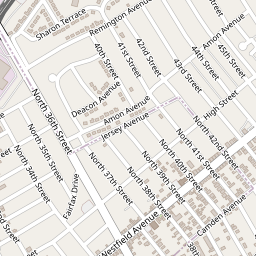 Sharon Terrace
Remington Avenue
40th Street
41st Street
42nd Street
43rd Street
44th Street
45th Street
Amon Avenue
Deacon Avenue
Amon Avenue
Jersey Avenue
High Street
North 36th Street
North 35th Street
North 34th Street
Fairfax Drive
North 37th Street
North 38th Street
North 39th Street
North 40th Street
North 41st Street
North 42nd Street
Westfield Avenue
Camden Avenue
38th
Street
Street